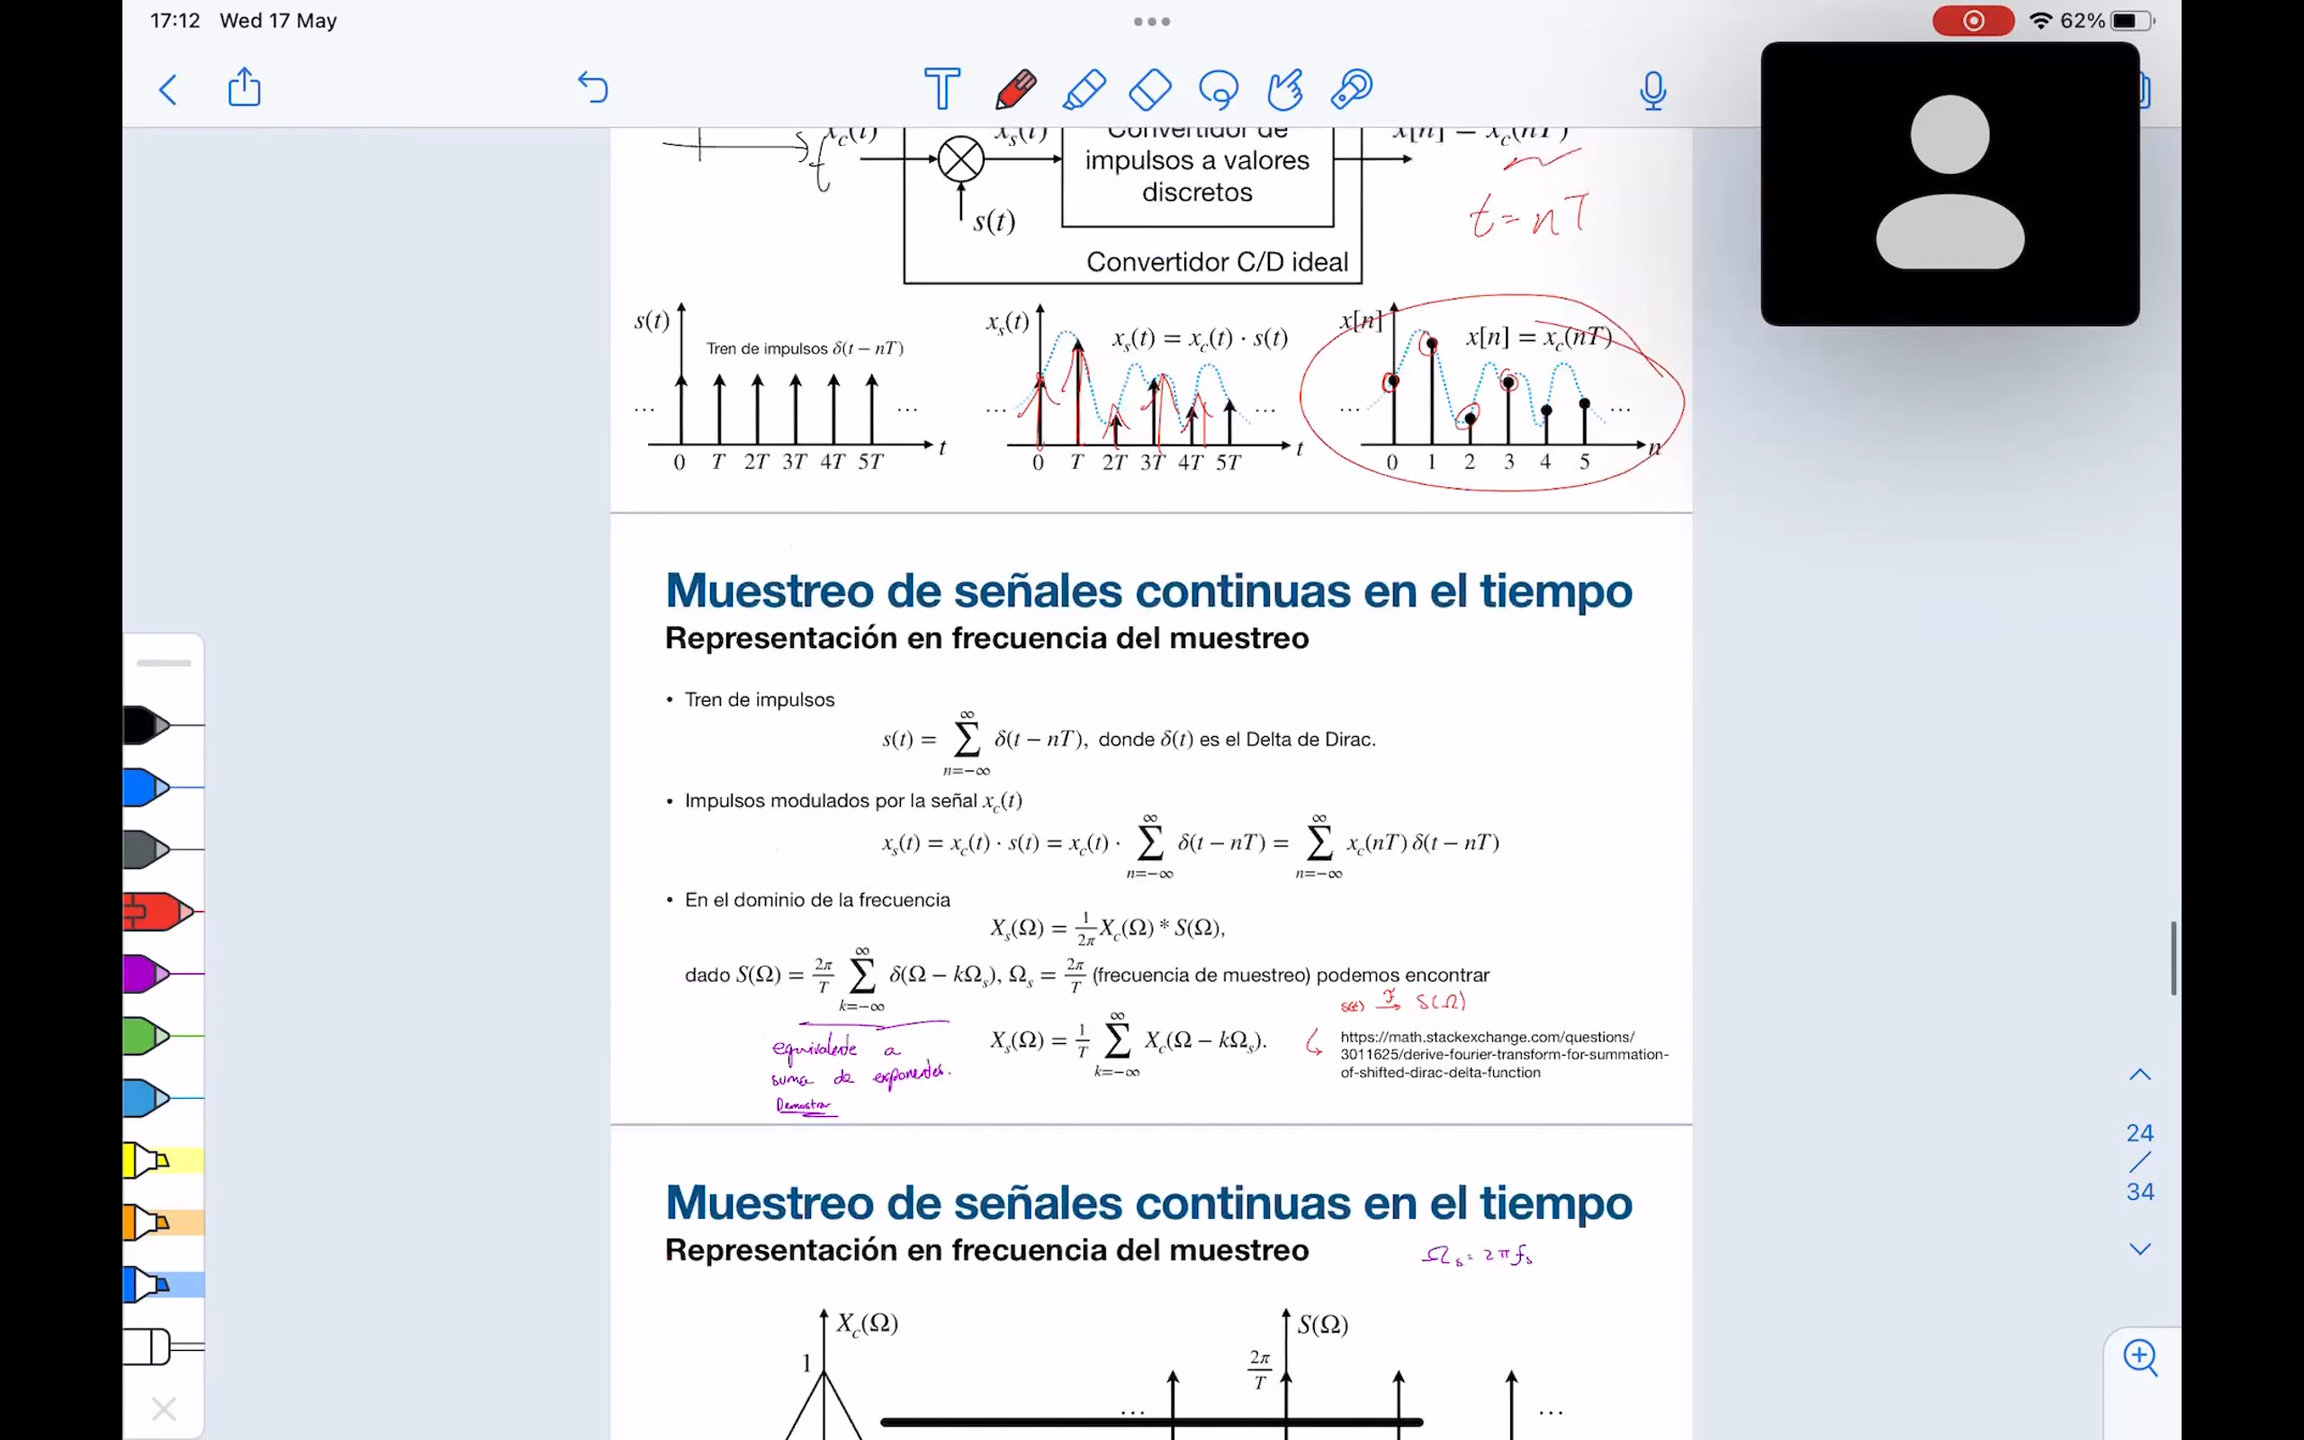 17:12 Wed 17 May
62%
T
x_c(t)
x_s(t)
Convertidor de
impulsos a valores
discretos
x[n] = x_c(nT)
t
s(t)
t = nT
Convertidor C/D ideal
s(t)
Tren de impulsos δ(t − nT)
… …
0 T 2T 3T 4T 5T t
x_s(t)
x_s(t) = x_c(t) · s(t)
… …
0 T 2T 3T 4T 5T t
x[n]
x[n] = x_c(nT)
… …
0 1 2 3 4 5 n
Muestreo de señales continuas en el tiempo
Representación en frecuencia del muestreo
• Tren de impulsos
s(t) = ∑_{n=−∞}^{∞} δ(t − nT), donde δ(t) es el Delta de Dirac.
• Impulsos modulados por la señal x_c(t)
x_s(t) = x_c(t) · s(t) = x_c(t) · ∑_{n=−∞}^{∞} δ(t − nT) = ∑_{n=−∞}^{∞} x_c(nT) δ(t − nT)
• En el dominio de la frecuencia
X_s(Ω) = 1/2π X_c(Ω) * S(Ω),
dado S(Ω) = 2π/T ∑_{k=−∞}^{∞} δ(Ω − kΩ_s), Ω_s = 2π/T (frecuencia de muestreo) podemos encontrar
s(t) ℱ→ S(Ω)
X_s(Ω) = 1/T ∑_{k=−∞}^{∞} X_c(Ω − kΩ_s).
https://math.stackexchange.com/questions/
3011625/derive-fourier-transform-for-summation-
of-shifted-dirac-delta-function
equivalente a
suma de exponentes.
Demostrar
24
/
34
Muestreo de señales continuas en el tiempo
Representación en frecuencia del muestreo
Ω_s = 2π f_s
X_c(Ω)
1
S(Ω)
2π/T
… …